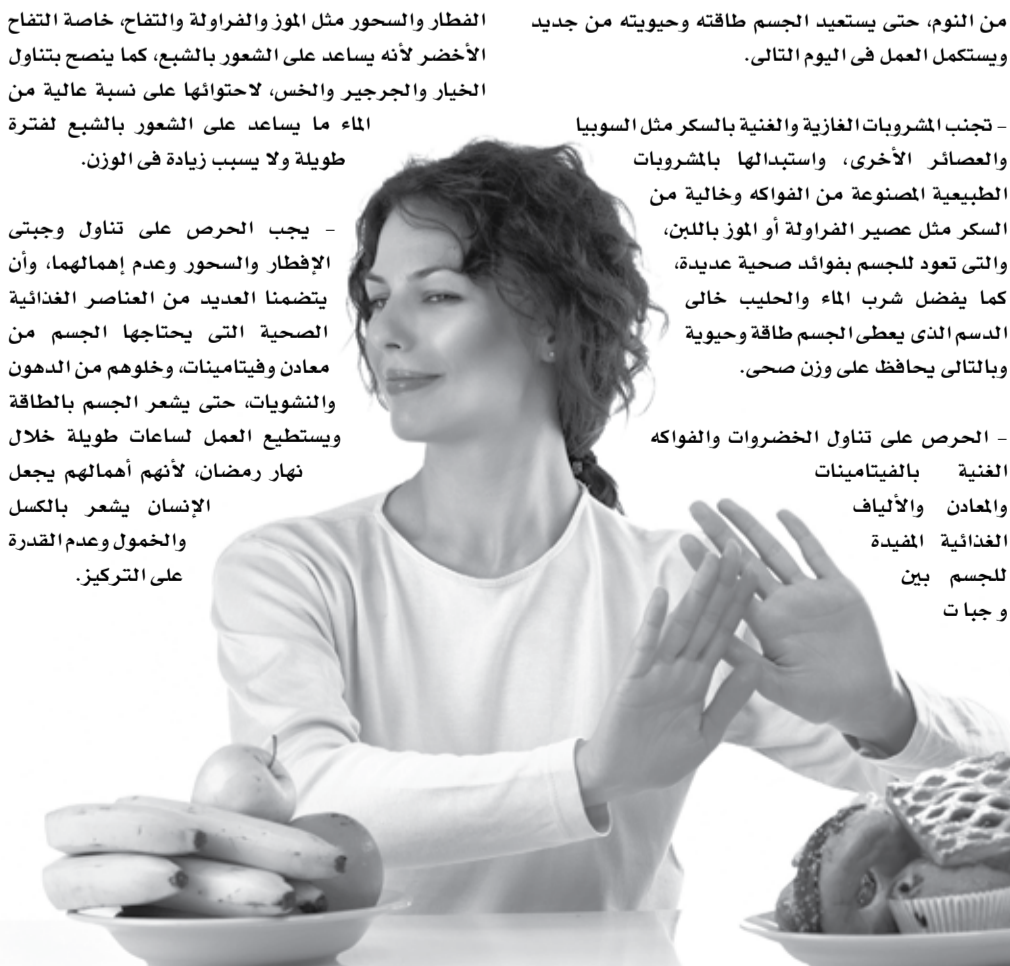 من النوم، حتى يستعيد الجسم طاقته وحيويته من جديد
ويستكمل العمل فى اليوم التالى.
- تجنب المشروبات الغازية والغنية بالسكر مثل السوبيا
والعصائر الأخرى، واستبدالها بالمشروبات
الطبيعية المصنوعة من الفواكه وخالية من
السكر مثل عصير الفراولة أو الموز باللبن،
والتى تعود للجسم بفوائد صحية عديدة،
كما يفضل شرب الماء والحليب خالى
الدسم الذى يعطى الجسم طاقة وحيوية
وبالتالى يحافظ على وزن صحى.
- الحرص على تناول الخضروات والفواكه
الغنية بالفيتامينات
والمعادن والألياف
الغذائية المفيدة
للجسم بين
وجبات
الفطار والسحور مثل الموز والفراولة والتفاح، خاصة التفاح
الأخضر لأنه يساعد على الشعور بالشبع، كما ينصح بتناول
الخيار والجرجير والخس، لاحتوائها على نسبة عالية من
الماء ما يساعد على الشعور بالشبع لفترة
طويلة ولا يسبب زيادة فى الوزن.
- يجب الحرص على تناول وجبتى
الإفطار والسحور وعدم إهمالهما، وأن
يتضمنا العديد من العناصر الغذائية
الصحية التى يحتاجها الجسم من
معادن وفيتامينات، وخلوهم من الدهون
والنشويات، حتى يشعر الجسم بالطاقة
ويستطيع العمل لساعات طويلة خلال
نهار رمضان، لأنهم أهمالهم يجعل
الإنسان يشعر بالكسل
والخمول وعدم القدرة
على التركيز.